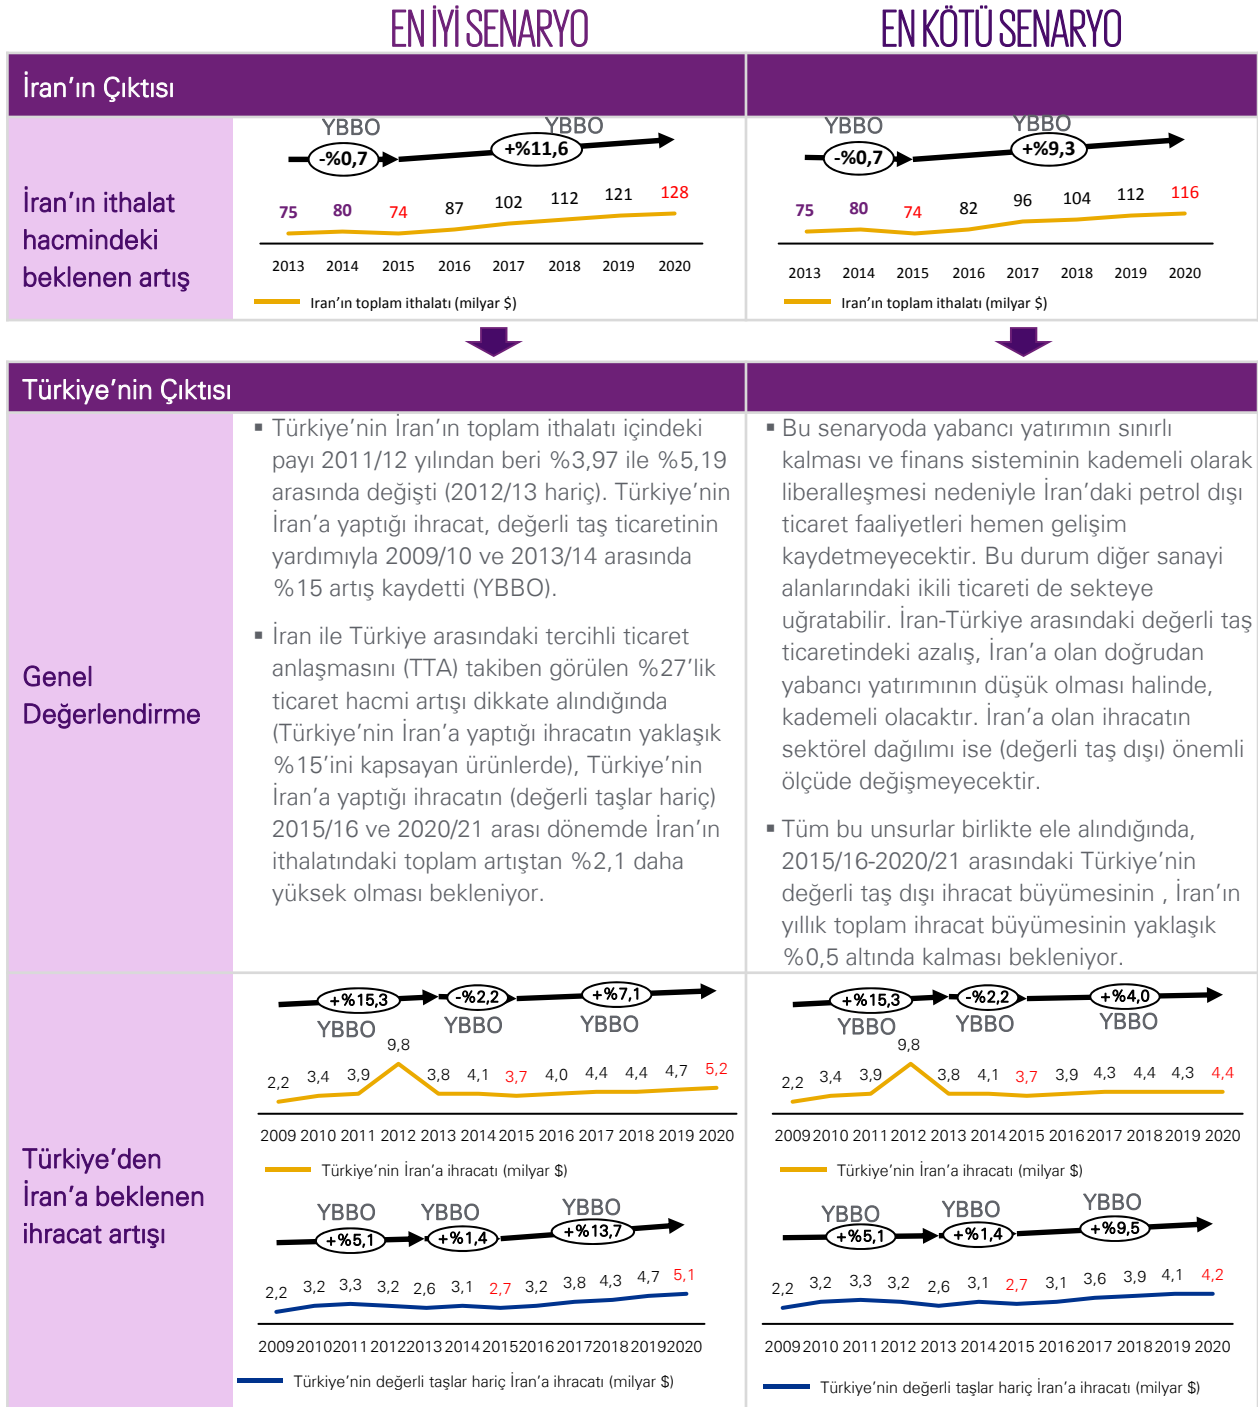 EN İYİ SENARYO
EN KÖTÜ SENARYO
İran’ın Çıktısı
İran’ın ithalat
hacmindeki
beklenen artış
YBBO
YBBO
-%0,7
+%11,6
75 80 74 87 102 112 121 128
2013 2014 2015 2016 2017 2018 2019 2020
Iran’ın toplam ithalatı (milyar $)
YBBO
YBBO
-%0,7
+%9,3
75 80 74 82 96 104 112 116
2013 2014 2015 2016 2017 2018 2019 2020
Iran’ın toplam ithalatı (milyar $)
Türkiye’nin Çıktısı
Genel
Değerlendirme
▪ Türkiye’nin İran’ın toplam ithalatı içindeki
payı 2011/12 yılından beri %3,97 ile %5,19
arasında değişti (2012/13 hariç). Türkiye’nin
İran’a yaptığı ihracat, değerli taş ticaretinin
yardımıyla 2009/10 ve 2013/14 arasında
%15 artış kaydetti (YBBO).
▪ İran ile Türkiye arasındaki tercihli ticaret
anlaşmasını (TTA) takiben görülen %27’lik
ticaret hacmi artışı dikkate alındığında
(Türkiye’nin İran’a yaptığı ihracatın yaklaşık
%15’ini kapsayan ürünlerde), Türkiye’nin
İran’a yaptığı ihracatın (değerli taşlar hariç)
2015/16 ve 2020/21 arası dönemde İran’ın
ithalatındaki toplam artıştan %2,1 daha
yüksek olması bekleniyor.
▪ Bu senaryoda yabancı yatırımın sınırlı
kalması ve finans sisteminin kademeli olarak
liberalleşmesi nedeniyle İran’daki petrol dışı
ticaret faaliyetleri hemen gelişim
kaydetmeyecektir. Bu durum diğer sanayi
alanlarındaki ikili ticareti de sekteye
uğratabilir. İran-Türkiye arasındaki değerli taş
ticaretindeki azalış, İran’a olan doğrudan
yabancı yatırımının düşük olması halinde,
kademeli olacaktır. İran’a olan ihracatın
sektörel dağılımı ise (değerli taş dışı) önemli
ölçüde değişmeyecektir.
▪ Tüm bu unsurlar birlikte ele alındığında,
2015/16-2020/21 arasındaki Türkiye’nin
değerli taş dışı ihracat büyümesinin , İran’ın
yıllık toplam ihracat büyümesinin yaklaşık
%0,5 altında kalması bekleniyor.
Türkiye’den
İran’a beklenen
ihracat artışı
+%15,3
-%2,2
+%7,1
YBBO YBBO YBBO
2,2 3,4 3,9 9,8 3,8 4,1 3,7 4,0 4,4 4,4 4,7 5,2
2009 2010 2011 2012 2013 2014 2015 2016 2017 2018 2019 2020
Türkiye’nin İran’a ihracatı (milyar $)
YBBO YBBO YBBO
+%5,1
+%1,4
+%13,7
2,2 3,2 3,3 3,2 2,6 3,1 2,7 3,2 3,8 4,3 4,7 5,1
2009 2010 2011 2012 2013 2014 2015 2016 2017 2018 2019 2020
Türkiye’nin değerli taşlar hariç İran’a ihracatı (milyar $)
+%15,3
-%2,2
+%4,0
YBBO YBBO YBBO
2,2 3,4 3,9 9,8 3,8 4,1 3,7 3,9 4,3 4,4 4,3 4,4
2009 2010 2011 2012 2013 2014 2015 2016 2017 2018 2019 2020
Türkiye’nin İran’a ihracatı (milyar $)
YBBO YBBO YBBO
+%5,1
+%1,4
+%9,5
2,2 3,2 3,3 3,2 2,6 3,1 2,7 3,1 3,6 3,9 4,1 4,2
2009 2010 2011 2012 2013 2014 2015 2016 2017 2018 2019 2020
Türkiye’nin değerli taşlar hariç İran’a ihracatı (milyar $)